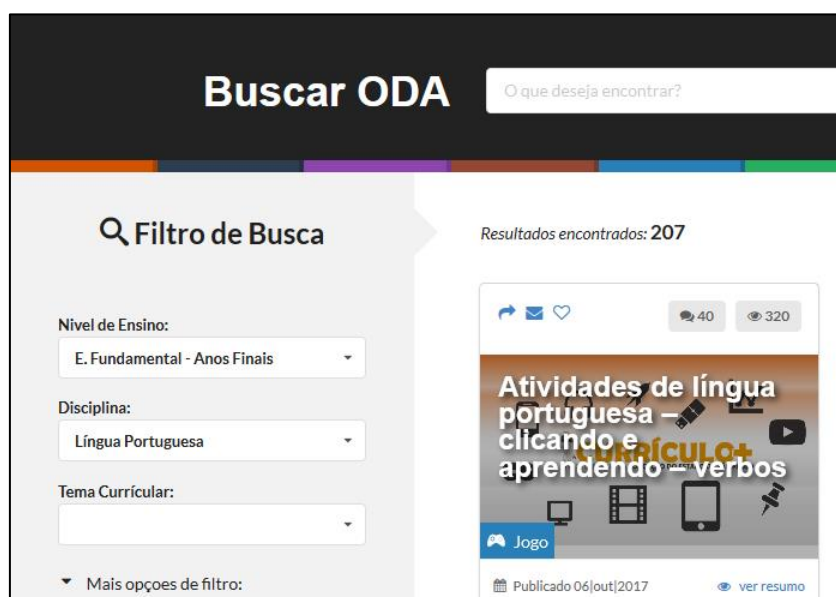 Buscar ODA
O que deseja encontrar?
Filtro de Busca
Nivel de Ensino:
E. Fundamental - Anos Finais
Disciplina:
Língua Portuguesa
Tema Currícular:
Mais opçoes de filtro:
Resultados encontrados: 207
40
320
Atividades de língua
portuguesa –
clicando e
aprendendo – verbos
CURRÍCULO+
Jogo
Publicado 06|out|2017
ver resumo